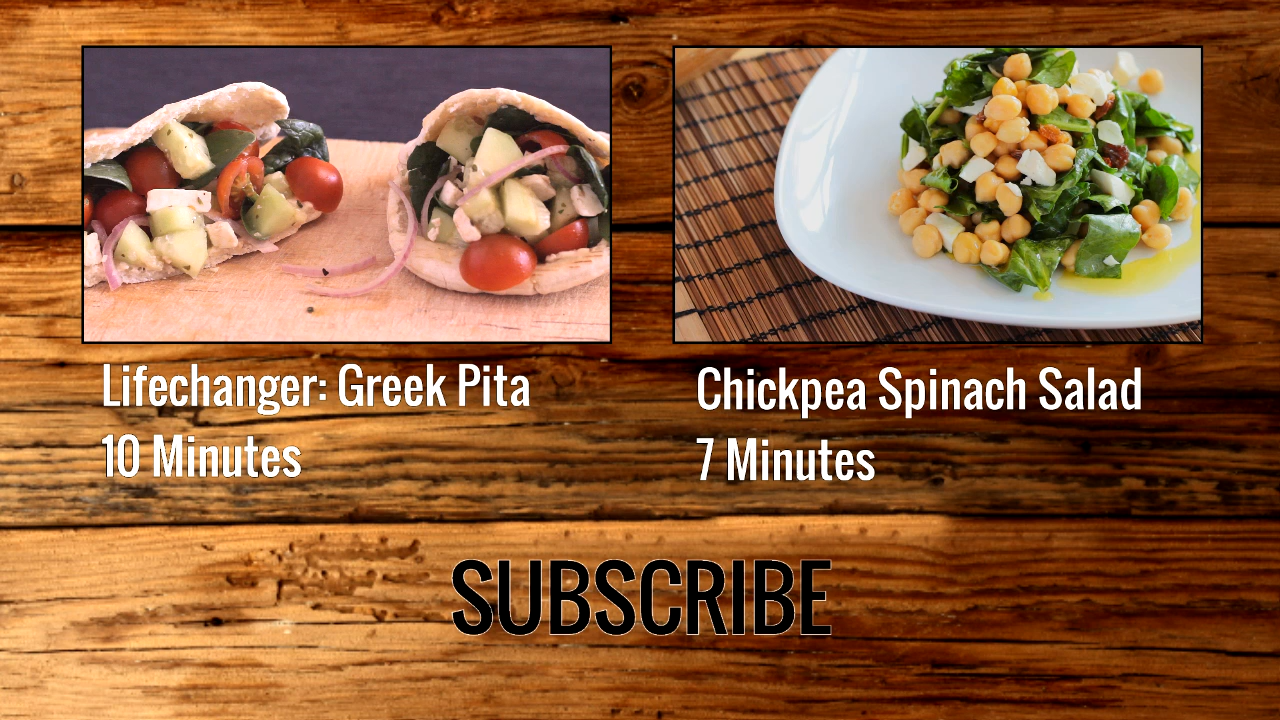 Lifechanger: Greek Pita
10 Minutes
Chickpea Spinach Salad
7 Minutes
SUBSCRIBE